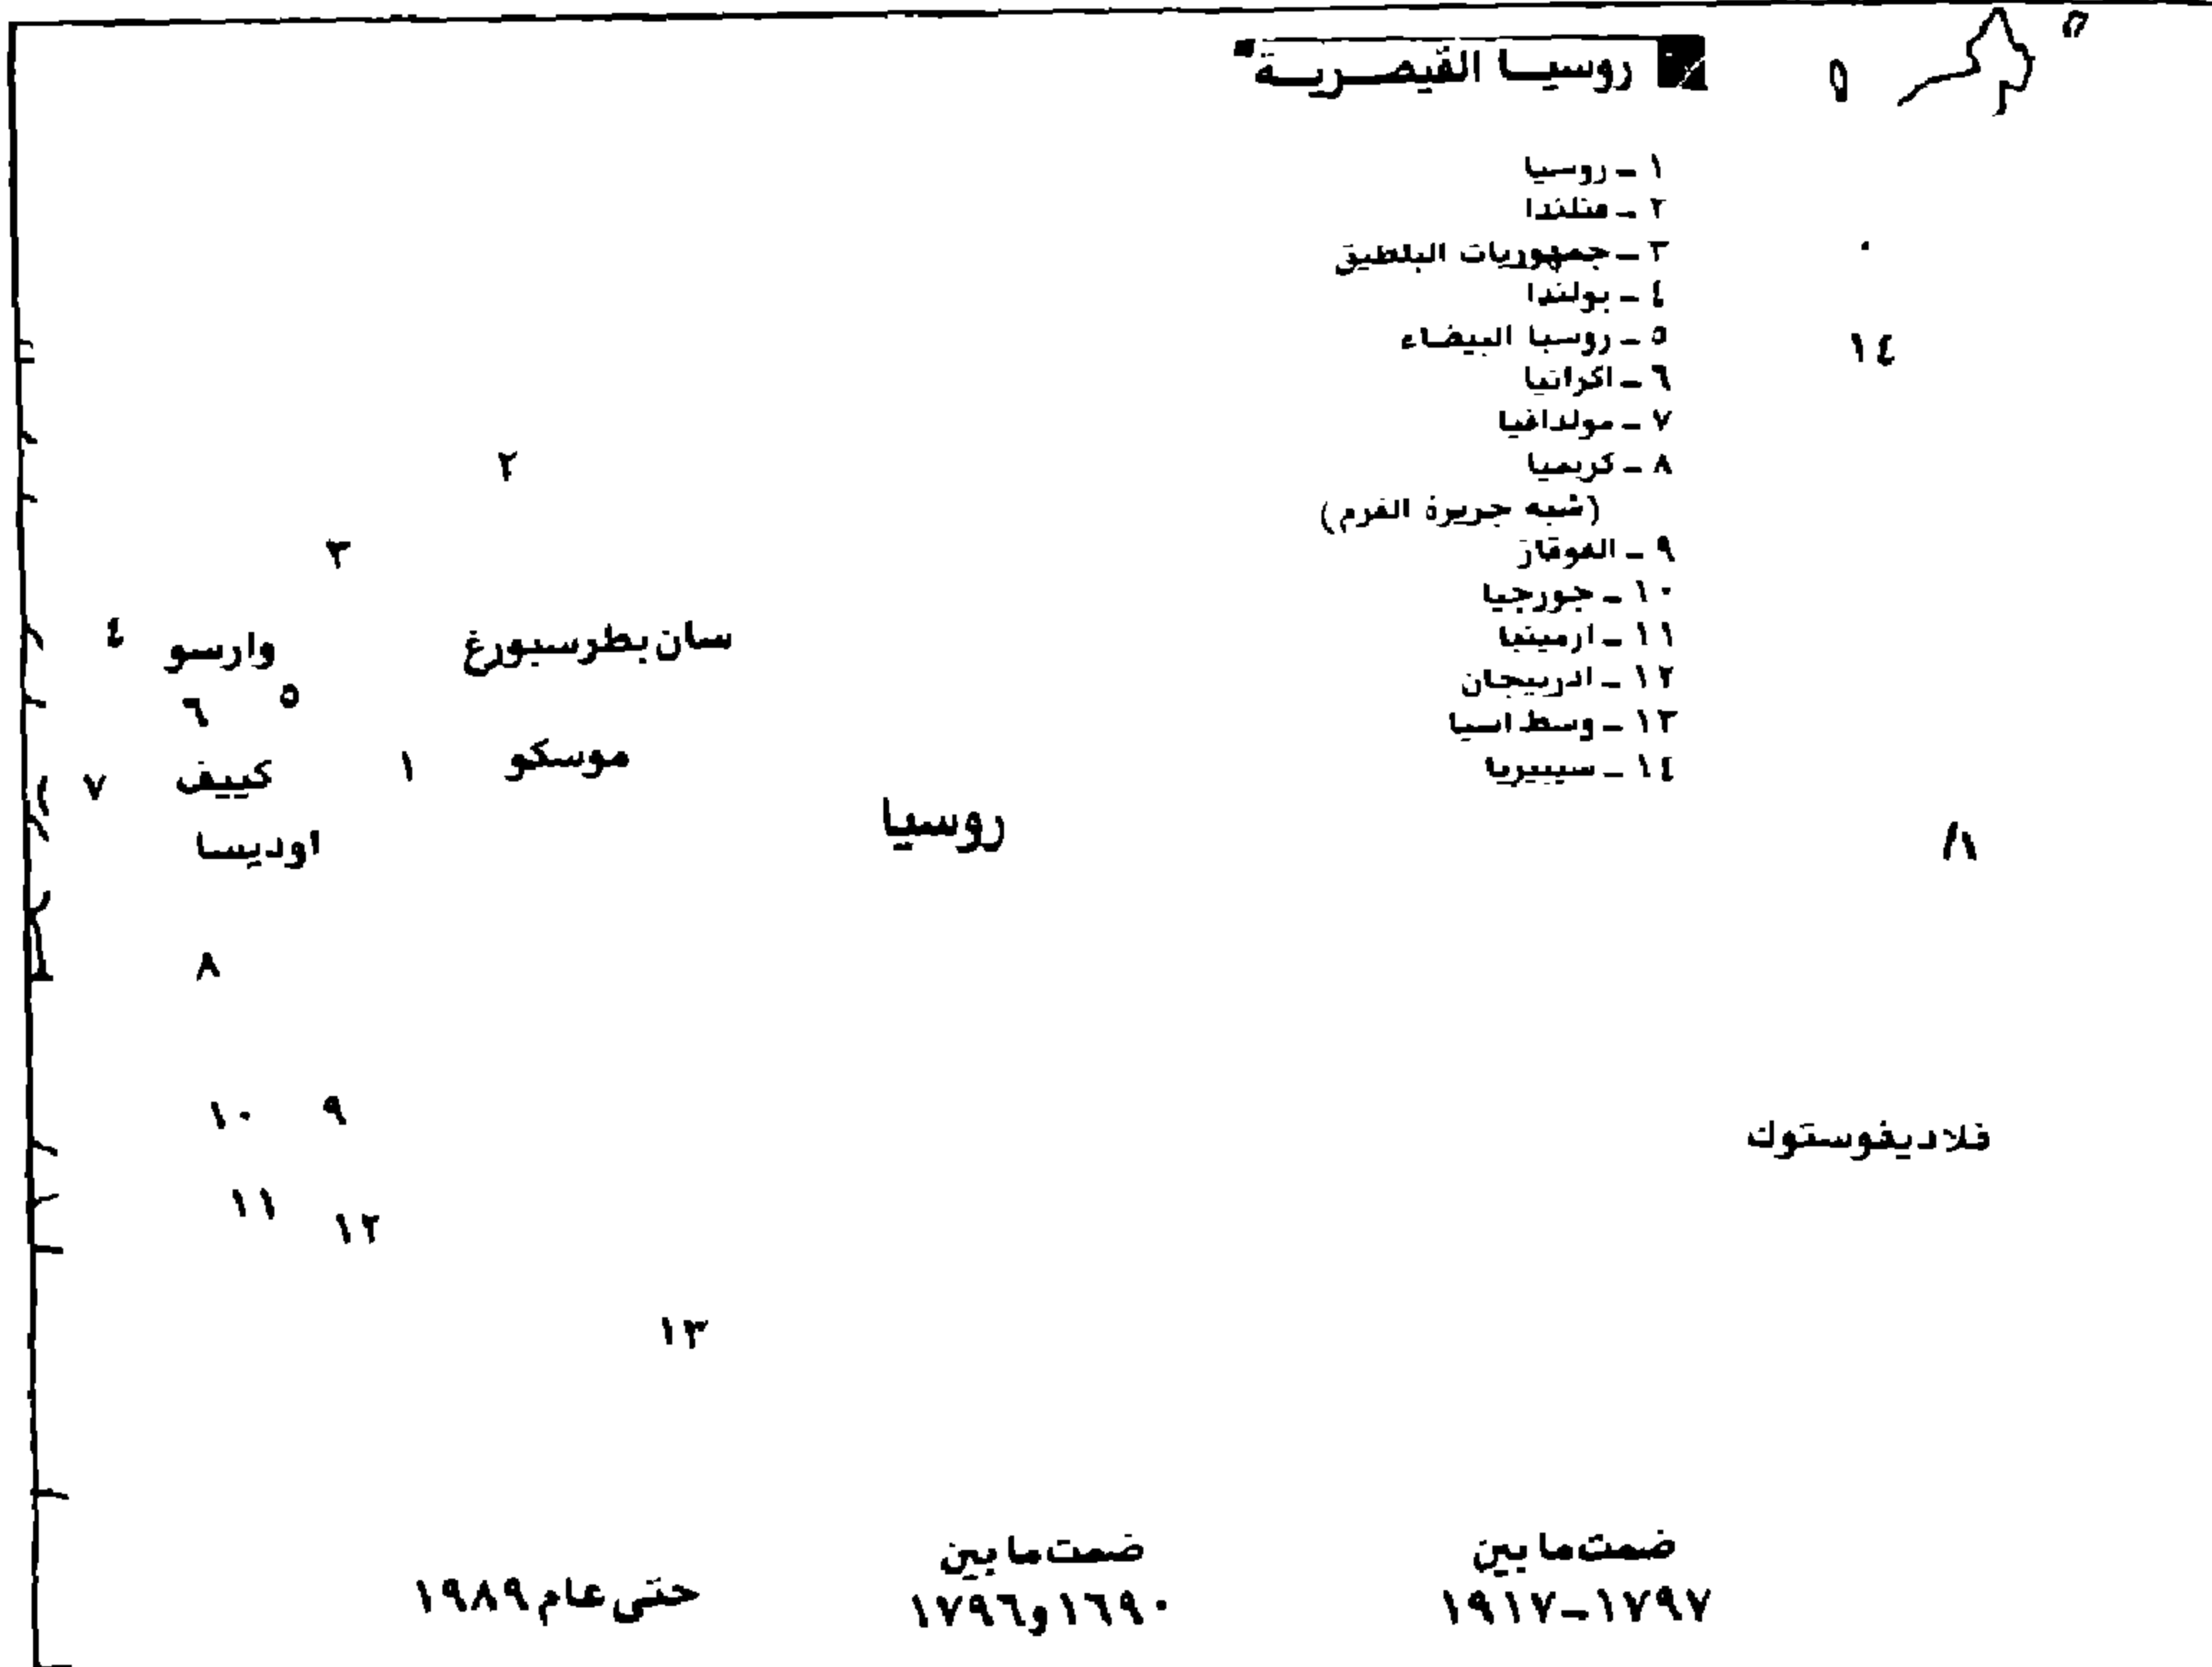 روسيا القيصرية
١ - روسيا
٢ - فنلندا
٣ - جمهوريات البلطيق
٤ - بولندا
٥ - روسيا البيضاء
٦ - اكرانيا
٧ - مولدافيا
٨ - كريميا
(شبه جزيرة القرم)
٩ - القوقاز
١٠ - جورجيا
١١ - ارمينيا
١٢ - اذربيجان
١٣ - وسط اسيا
١٤ - سيبيريا
١٤
٢
٣
٤
وارسو
سان بطرسبورغ
٦
٥
٧
كييف
١
موسكو
روسيا
اوديسا
٨
١٠
٩
فلاديفوستوك
١١
١٢
١٣
ضمت ما بين
١٧٩٧-١٩١٧
ضمت ما بين
١٦٩٠ و ١٧٩٦
حتى عام ١٩٨٩